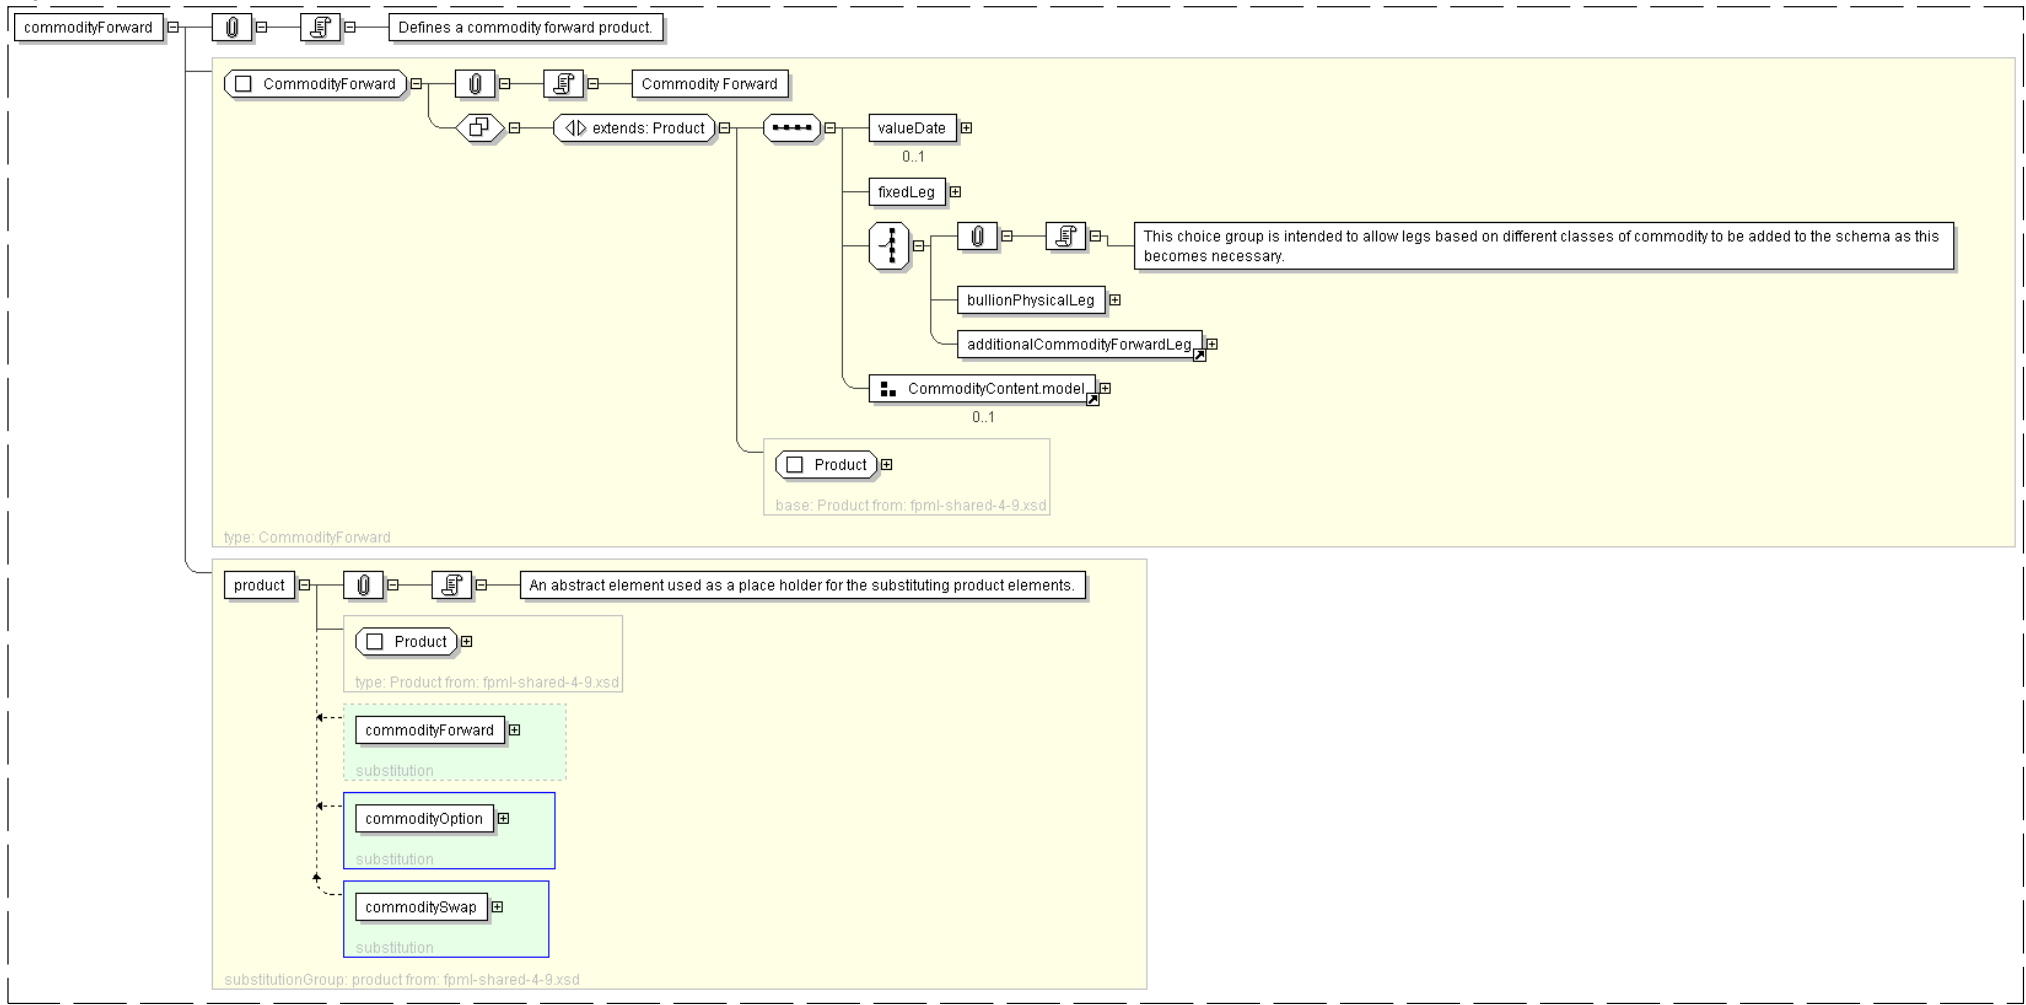 commodityForward
Defines a commodity forward product.
CommodityForward
Commodity Forward
extends: Product
valueDate
0..1
fixedLeg
This choice group is intended to allow legs based on different classes of commodity to be added to the schema as this
becomes necessary.
bullionPhysicalLeg
additionalCommodityForwardLeg
CommodityContent.model
0..1
Product
base: Product from: fpml-shared-4-9.xsd
type: CommodityForward
product
An abstract element used as a place holder for the substituting product elements.
Product
type: Product from: fpml-shared-4-9.xsd
commodityForward
substitution
commodityOption
substitution
commoditySwap
substitution
substitutionGroup: product from: fpml-shared-4-9.xsd